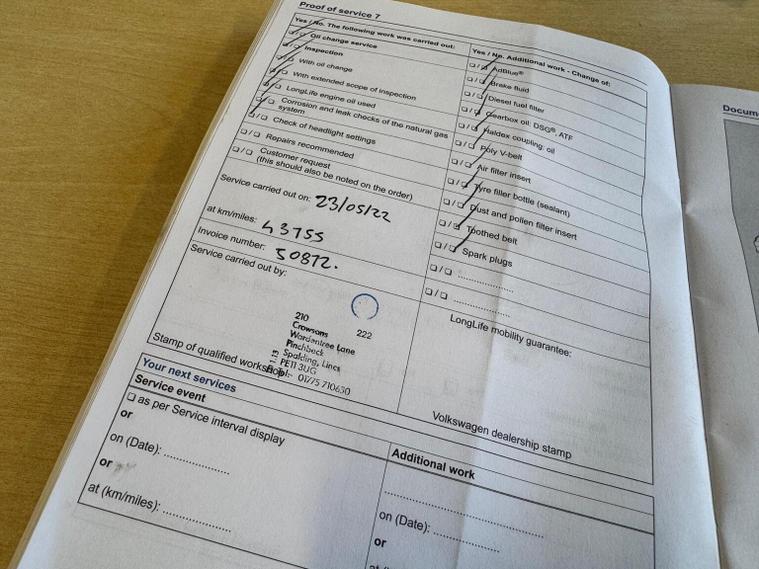 Proof of service 7
Yes / No. The following work was carried out:
Oil change service
Inspection
With oil change
With extended scope of inspection
LongLife engine oil used
Corrosion and leak checks of the natural gas
system
Check of headlight settings
Repairs recommended
Customer request
(this should also be noted on the order)
Service carried out on: 23/05/22
at km/miles: 43755
Invoice number: 50872.
Service carried out by:
210
222
Crowsons
Wardentree Lane
Pinchbeck
Spalding, Lincs
PE11 3UG
Tel:- 01775 710650
1.13
Stamp of qualified workshop
Yes / No. Additional work - Change of:
AdBlue®
Brake fluid
Diesel fuel filter
Gearbox oil: DSG®, ATF
Haldex coupling: oil
Poly V-belt
Air filter insert
Tyre filler bottle (sealant)
Dust and pollen filter insert
Toothed belt
Spark plugs
LongLife mobility guarantee:
Volkswagen dealership stamp
Your next services
Service event
as per Service interval display
or
on (Date): ..................
or
at (km/miles): ..................
Additional work
on (Date): ..................
or
Docum